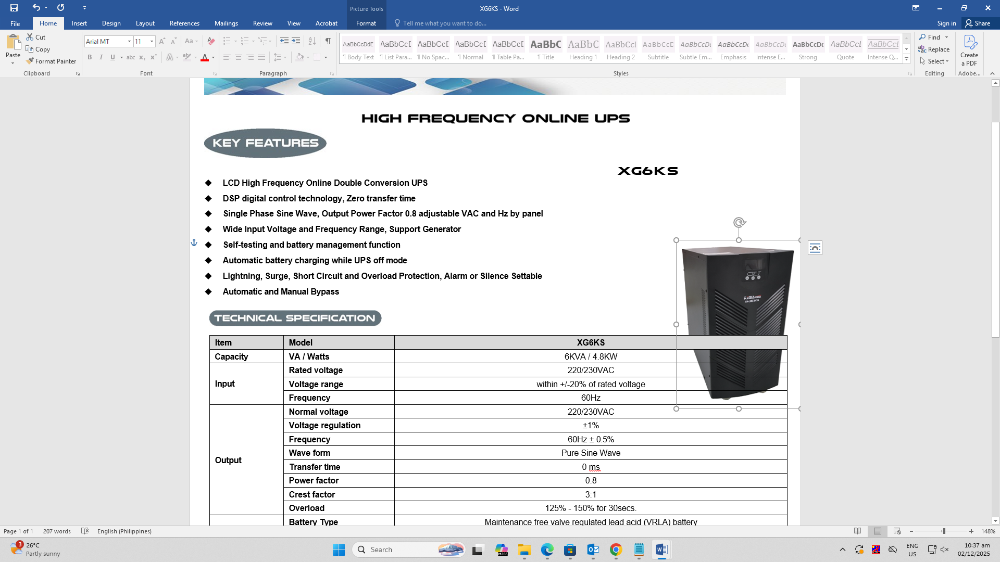 XG6KS - Word
Picture Tools
File
Home
Insert
Design
Layout
References
Mailings
Review
View
Acrobat
Format
Tell me what you want to do...
Sign in
Share
Paste
Cut
Copy
Format Painter
Clipboard
Arial MT
11
Font
Paragraph
AaBbCcDdE
AaBbCcD
AaBbCcD
AaBbCcD
AaBbCcD
AaBbC
AaBbC
AaBbCcD
AaBbCcD
AaBbCcDd
AaBbCcDd
AaBbCcDd
AaBbCcDd
AaBbCcD
AaBbCcD
¶ Body Text
¶ List Para...
¶ No Spac...
¶ Normal
¶ Table Pa...
¶ Title
Heading 1
Heading 2
Subtitle
Subtle Em...
Emphasis
Intense E...
Strong
Quote
Intense Q...
Styles
Find
Replace
Select
Editing
Create
a PDF
Adobe...
HIGH FREQUENCY ONLINE UPS
KEY FEATURES
XG6KS
◆ LCD High Frequency Online Double Conversion UPS
◆ DSP digital control technology, Zero transfer time
◆ Single Phase Sine Wave, Output Power Factor 0.8 adjustable VAC and Hz by panel
◆ Wide Input Voltage and Frequency Range, Support Generator
◆ Self-testing and battery management function
◆ Automatic battery charging while UPS off mode
◆ Lightning, Surge, Short Circuit and Overload Protection, Alarm or Silence Settable
◆ Automatic and Manual Bypass
TECHNICAL SPECIFICATION
Item Model XG6KS
Capacity VA / Watts 6KVA / 4.8KW
Input
Rated voltage 220/230VAC
Voltage range within +/-20% of rated voltage
Frequency 60Hz
Output
Normal voltage 220/230VAC
Voltage regulation ±1%
Frequency 60Hz ± 0.5%
Wave form Pure Sine Wave
Transfer time 0 ms
Power factor 0.8
Crest factor 3:1
Overload 125% - 150% for 30secs.
Battery Type Maintenance free valve regulated lead acid (VRLA) battery
Page 1 of 1
207 words
English (Philippines)
148%
3
26°C
Partly sunny
Search
M365
ENG
US
10:37 am
02/12/2025